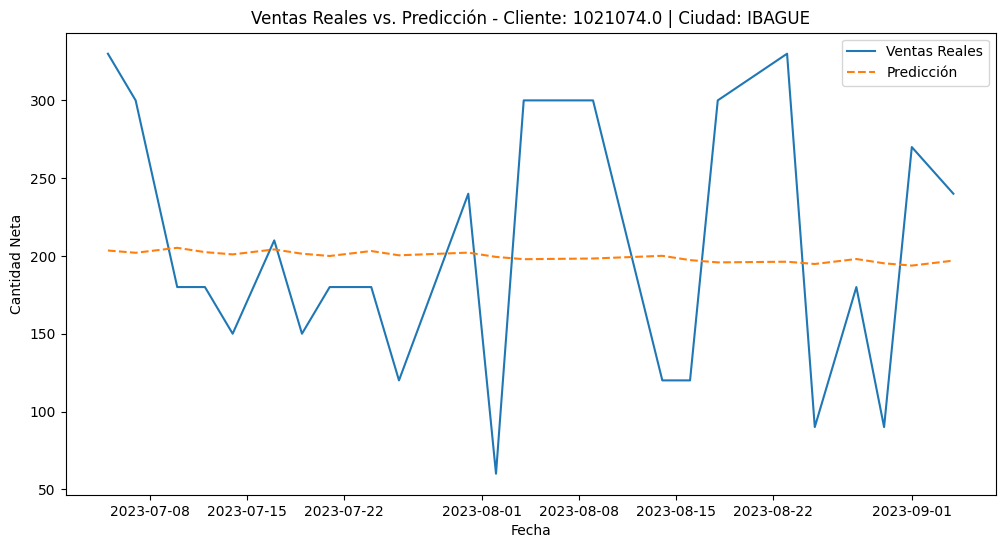 Ventas Reales vs. Predicción - Cliente: 1021074.0 | Ciudad: IBAGUE
Ventas Reales
Predicción
Cantidad Neta
300
250
200
150
100
50
2023-07-08
2023-07-15
2023-07-22
2023-08-01
2023-08-08
2023-08-15
2023-08-22
2023-09-01
Fecha